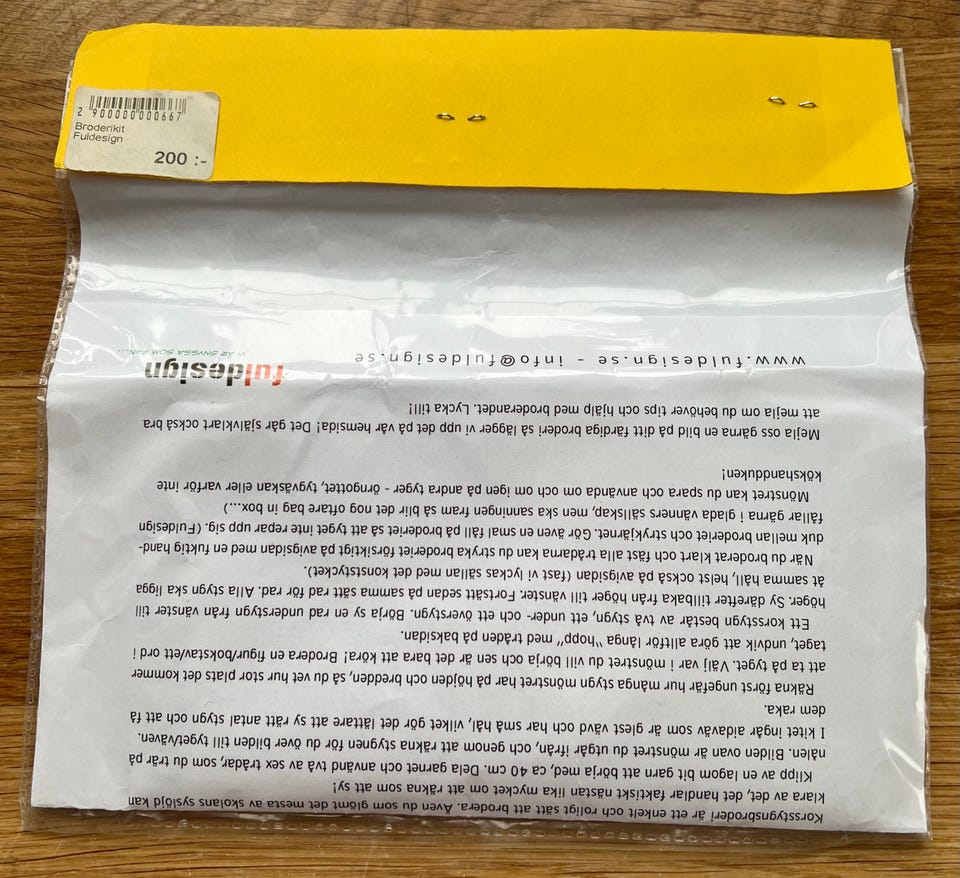 2 900000 000667
Broderikit
Fuldesign
200 :-
Korsstygnsbroderi är ett enkelt och roligt sätt att brodera. Även du som glömt det mesta av skolans syslöjd kan
klara av det, det handlar faktiskt nästan lika mycket om att räkna som att sy!
Klipp av en lagom bit garn att börja med, ca 40 cm. Dela garnet och använd två av sex trådar, som du trär på
nålen. Bilden ovan är mönstret du utgår ifrån, och genom att räkna stygnen för du över bilden till tyget/väven.
I kitet ingår aidaväv som är glest vävd och har små hål, vilket gör det lättare att sy rätt antal stygn och att få
dem raka.
Räkna först ungefär hur många stygn mönstret har på höjden och bredden, så du vet hur stor plats det kommer
att ta på tyget. Välj var i mönstret du vill börja och sen är det bara att köra! Brodera en figur/bokstav/ett ord i
taget, undvik att göra alltför långa "hopp" med tråden på baksidan.
Ett korsstygn består av två stygn, ett under- och ett överstygn. Börja sy en rad understygn från vänster till
höger. Sy därefter tillbaka från höger till vänster. Fortsätt sedan på samma sätt rad för rad. Alla stygn ska ligga
åt samma håll, helst också på avigsidan (fast vi lyckas sällan med det konststycket).
När du broderat klart och fäst alla trådarna kan du stryka broderiet försiktigt på avigsidan med en fuktig hand-
duk mellan broderiet och strykjärnet. Gör även en smal fåll på broderiet så att tyget inte repar upp sig. (Fuldesign
fållar gärna i glada vänners sällskap, men ska sanningen fram så blir det nog oftare bag in box...)
Mönstret kan du spara och använda om och om igen på andra tyger - örngottet, tygväskan eller varför inte
kökshandduken!
Mejla oss gärna en bild på ditt färdiga broderi så lägger vi upp det på vår hemsida! Det går självklart också bra
att mejla om du behöver tips och hjälp med broderandet. Lycka till!
www.fuldesign.se - info@fuldesign.se
fuldesign
VI ÄR SNYGGA SOM FAN...